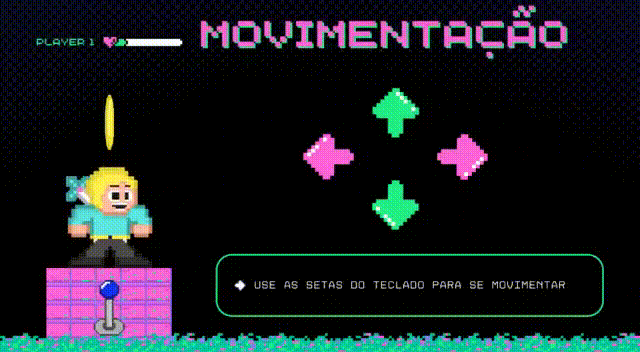 PLAYER 1
MOVIMENTAÇÃO
USE AS SETAS DO TECLADO PARA SE MOVIMENTAR